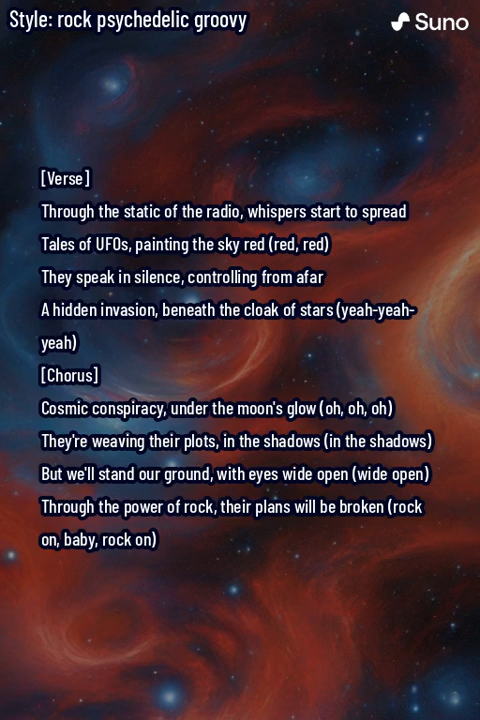 Style: rock psychedelic groovy
Suno
[Verse]
Through the static of the radio, whispers start to spread
Tales of UFOs, painting the sky red (red, red)
They speak in silence, controlling from afar
A hidden invasion, beneath the cloak of stars (yeah-yeah-
yeah)
[Chorus]
Cosmic conspiracy, under the moon's glow (oh, oh, oh)
They're weaving their plots, in the shadows (in the shadows)
But we'll stand our ground, with eyes wide open (wide open)
Through the power of rock, their plans will be broken (rock
on, baby, rock on)